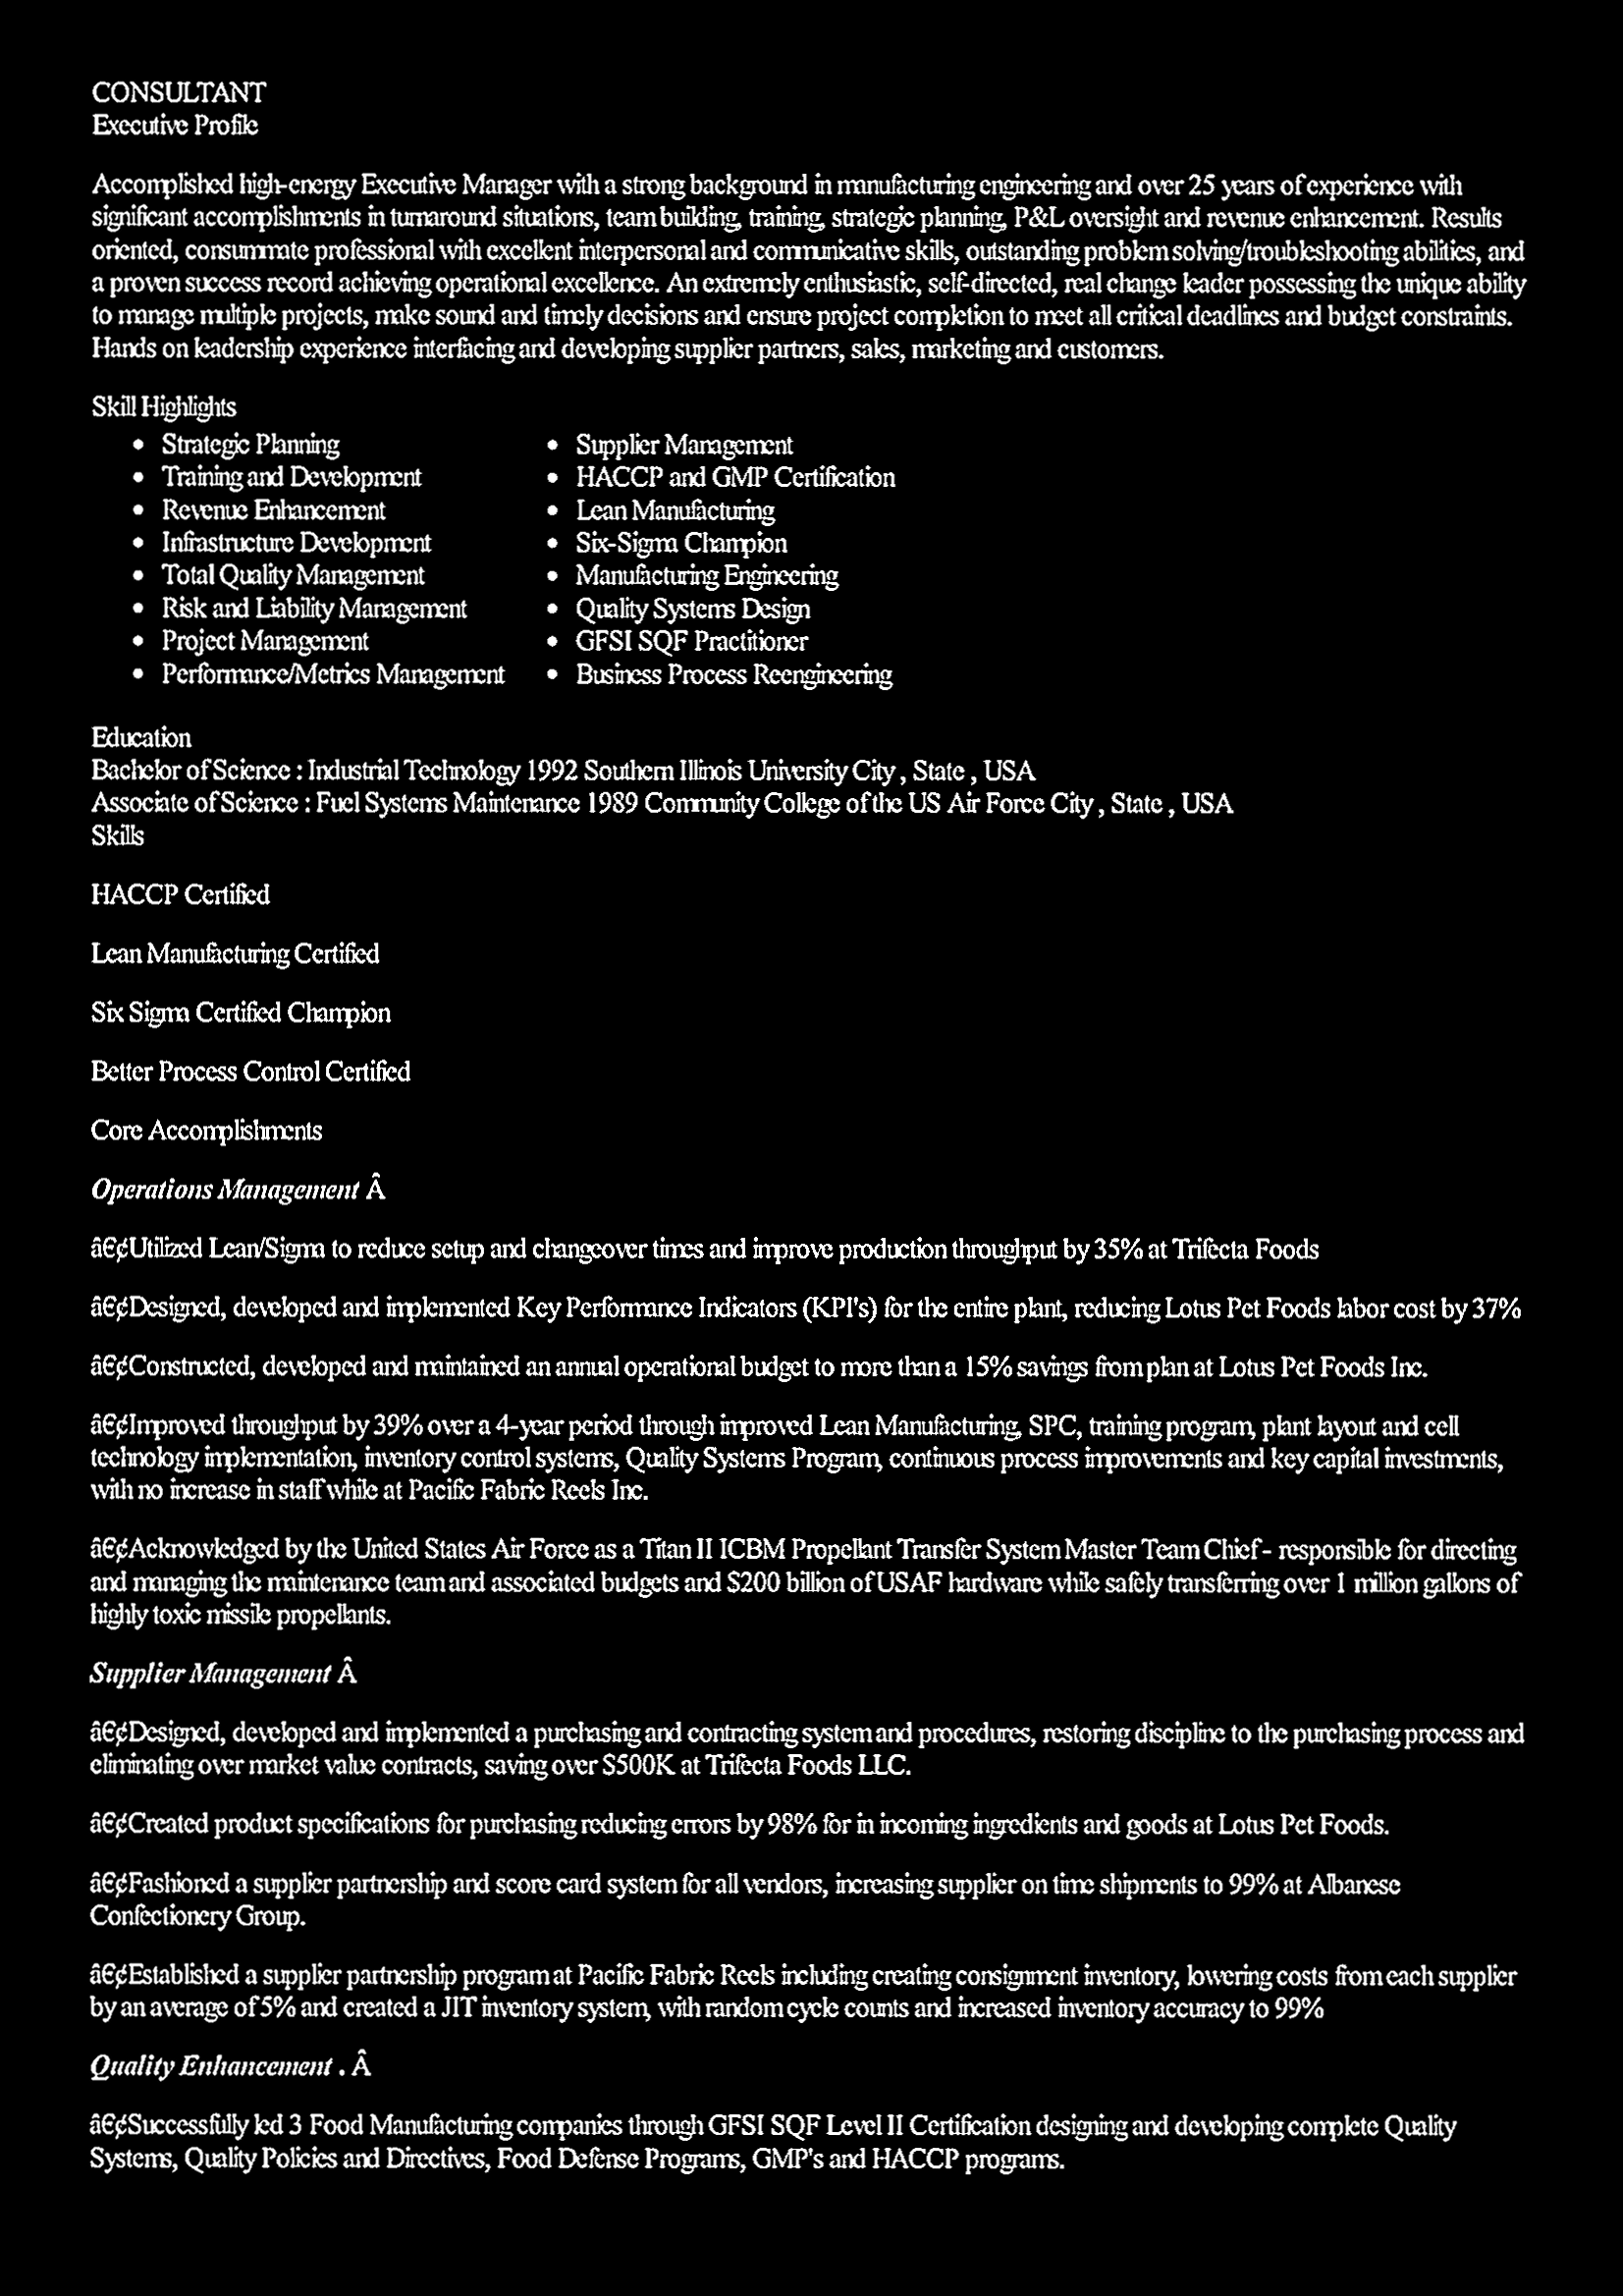 CONSULTANT
Executive Profile
Accomplished high-energy Executive Manager with a strong background in manufacturing engineering and over 25 years of experience with
significant accomplishments in turnaround situations, team building, training, strategic planning, P&L oversight and revenue enhancement. Results
oriented, consummate professional with excellent interpersonal and communicative skills, outstanding problem solving/troubleshooting abilities, and
a proven success record achieving operational excellence. An extremely enthusiastic, self-directed, real change leader possessing the unique ability
to manage multiple projects, make sound and timely decisions and ensure project completion to meet all critical deadlines and budget constraints.
Hands on leadership experience interfacing and developing supplier partners, sales, marketing and customers.
Skill Highlights
• Strategic Planning
• Training and Development
• Revenue Enhancement
• Infrastructure Development
• Total Quality Management
• Risk and Liability Management
• Project Management
• Performance/Metrics Management
• Supplier Management
• HACCP and GMP Certification
• Lean Manufacturing
• Six-Sigma Champion
• Manufacturing Engineering
• Quality Systems Design
• GFSI SQF Practitioner
• Business Process Reengineering
Education
Bachelor of Science : Industrial Technology 1992 Southern Illinois University City , State , USA
Associate of Science : Fuel Systems Maintenance 1989 Community College of the US Air Force City , State , USA
Skills
HACCP Certified
Lean Manufacturing Certified
Six Sigma Certified Champion
Better Process Control Certified
Core Accomplishments
Operations Management Â
â€¢Utilized Lean/Sigma to reduce setup and changeover times and improve production throughput by 35% at Trifecta Foods
â€¢Designed, developed and implemented Key Performance Indicators (KPI's) for the entire plant, reducing Lotus Pet Foods labor cost by 37%
â€¢Constructed, developed and maintained an annual operational budget to more than a 15% savings from plan at Lotus Pet Foods Inc.
â€¢Improved throughput by 39% over a 4-year period through improved Lean Manufacturing, SPC, training program, plant layout and cell
technology implementation, inventory control systems, Quality Systems Program, continuous process improvements and key capital investments,
with no increase in staff while at Pacific Fabric Reels Inc.
â€¢Acknowledged by the United States Air Force as a Titan II ICBM Propellant Transfer System Master Team Chief - responsible for directing
and managing the maintenance team and associated budgets and $200 billion of USAF hardware while safely transferring over 1 million gallons of
highly toxic missile propellants.
Supplier Management Â
â€¢Designed, developed and implemented a purchasing and contracting system and procedures, restoring discipline to the purchasing process and
eliminating over market value contracts, saving over $500K at Trifecta Foods LLC.
â€¢Created product specifications for purchasing reducing errors by 98% for in incoming ingredients and goods at Lotus Pet Foods.
â€¢Fashioned a supplier partnership and score card system for all vendors, increasing supplier on time shipments to 99% at Albanese
Confectionery Group.
â€¢Established a supplier partnership program at Pacific Fabric Reels including creating consignment inventory, lowering costs from each supplier
by an average of 5% and created a JIT inventory system, with random cycle counts and increased inventory accuracy to 99%
Quality Enhancement . Â
â€¢Successfully led 3 Food Manufacturing companies through GFSI SQF Level II Certification designing and developing complete Quality
Systems, Quality Policies and Directives, Food Defense Programs, GMP's and HACCP programs.